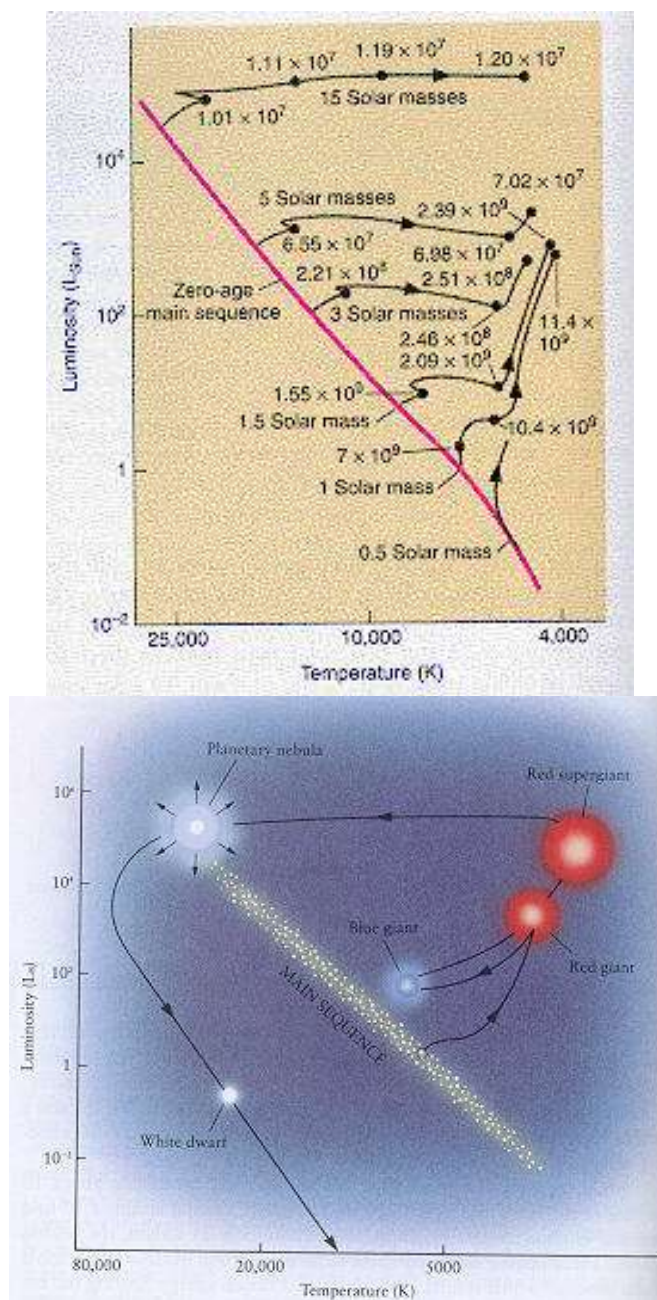 1.11 × 10⁷
1.19 × 10⁷
1.20 × 10⁷
15 Solar masses
1.01 × 10⁷
10⁴
7.02 × 10⁷
5 Solar masses
2.39 × 10⁹
6.55 × 10⁷
6.98 × 10⁷
2.21 × 10⁸
2.51 × 10⁸
Zero-age
main sequence
10²
3 Solar masses
11.4 ×
10⁹
2.46 × 10⁸
2.09 × 10⁹
1.55 × 10⁹
1.5 Solar mass
10.4 × 10⁹
7 × 10⁹
1
1 Solar mass
0.5 Solar mass
10⁻²
25,000
10,000
4,000
Luminosity (LSun)
Temperature (K)
Planetary nebula
Red supergiant
10⁴
Blue giant
Red giant
10²
MAIN SEQUENCE
Luminosity
1
White dwarf
80,000
20,000
5000
Temperature (K)